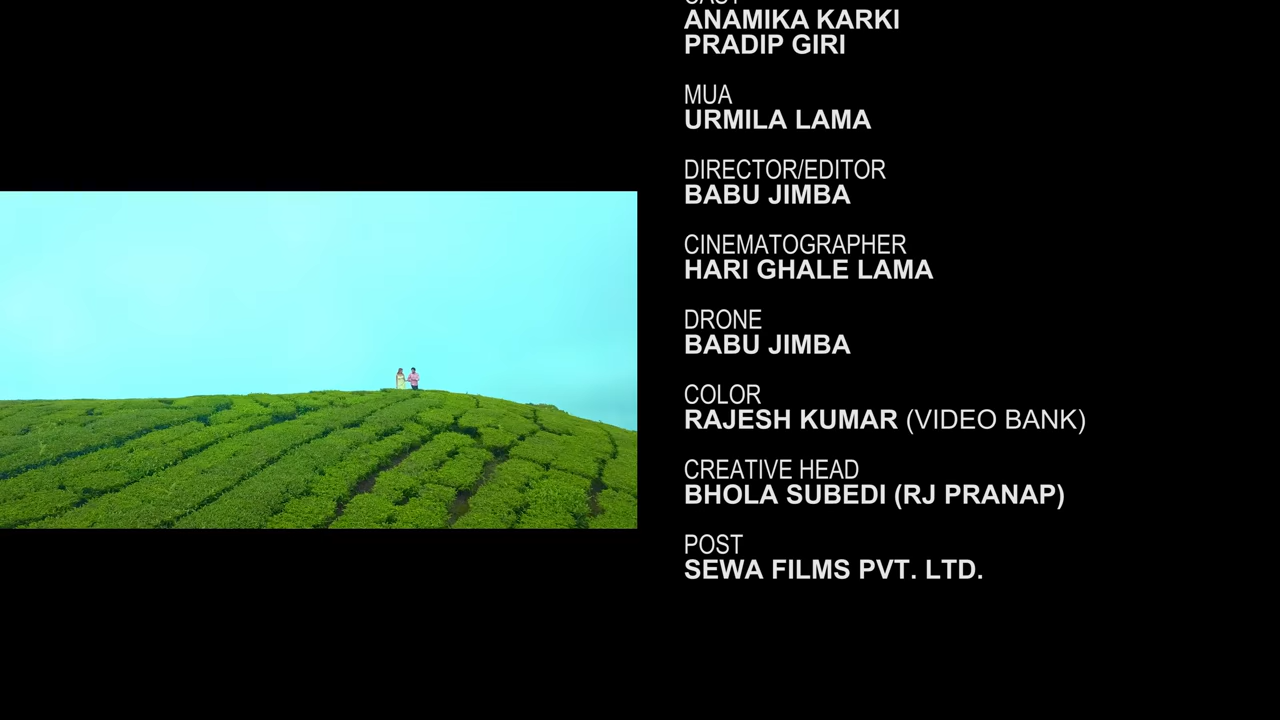 CAST
ANAMIKA KARKI
PRADIP GIRI
MUA
URMILA LAMA
DIRECTOR/EDITOR
BABU JIMBA
CINEMATOGRAPHER
HARI GHALE LAMA
DRONE
BABU JIMBA
COLOR
RAJESH KUMAR (VIDEO BANK)
CREATIVE HEAD
BHOLA SUBEDI (RJ PRANAP)
POST
SEWA FILMS PVT. LTD.